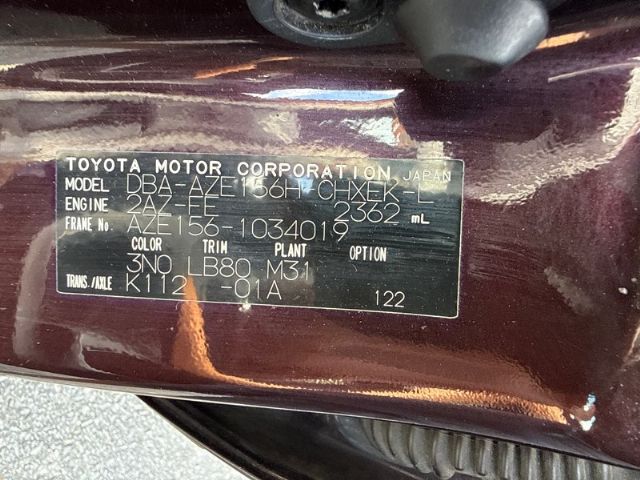 TOYOTA MOTOR CORPORATION, JAPAN
MODEL DBA-AZE156H-CHXEK-L
ENGINE 2AZ-FE 2362 mL
FRAME No. AZE156-1034019
COLOR TRIM PLANT OPTION
3N0 LB80 M31
TRANS./AXLE K112 -01A
122